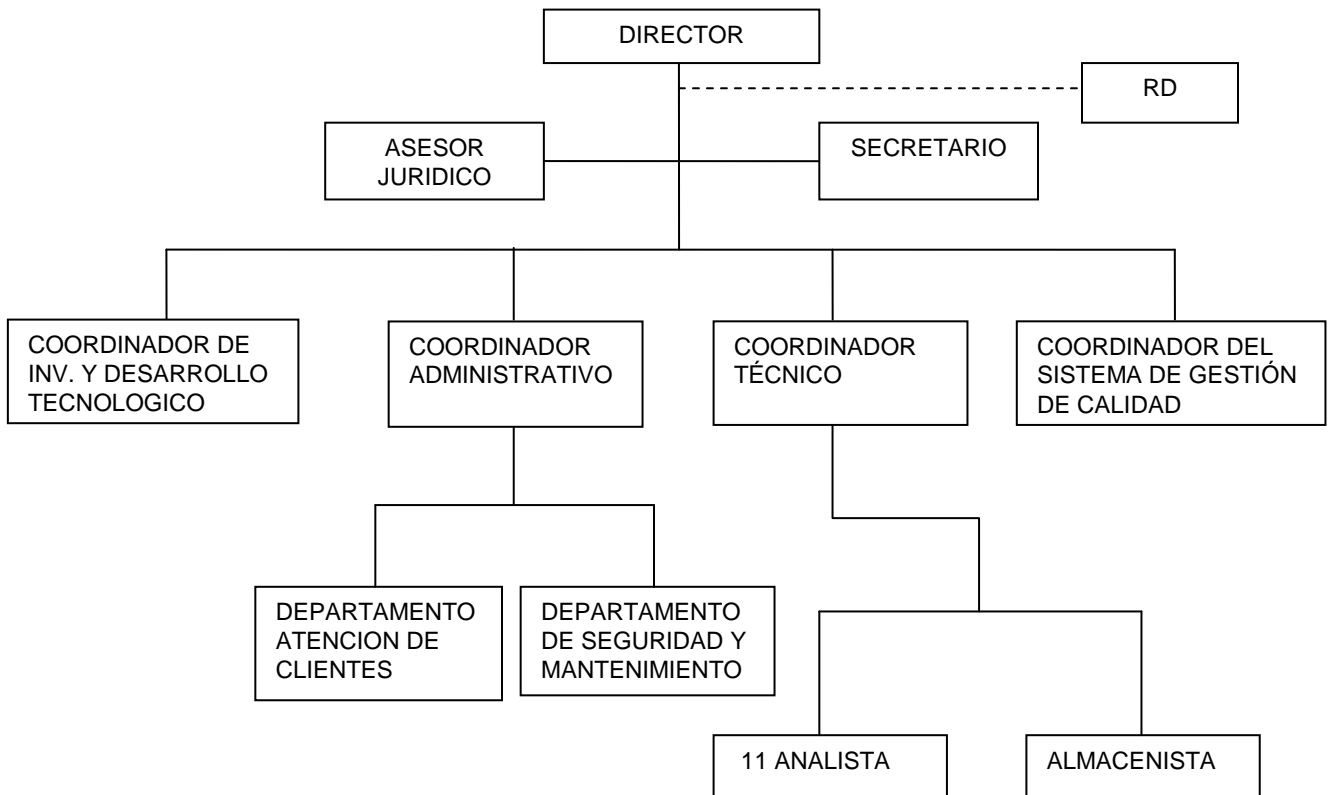 DIRECTOR
RD
ASESOR
JURIDICO
SECRETARIO
COORDINADOR DE
INV. Y DESARROLLO
TECNOLOGICO
COORDINADOR
ADMINISTRATIVO
COORDINADOR
TÉCNICO
COORDINADOR DEL
SISTEMA DE GESTIÓN
DE CALIDAD
DEPARTAMENTO
ATENCION DE
CLIENTES
DEPARTAMENTO
DE SEGURIDAD Y
MANTENIMIENTO
11 ANALISTA
ALMACENISTA